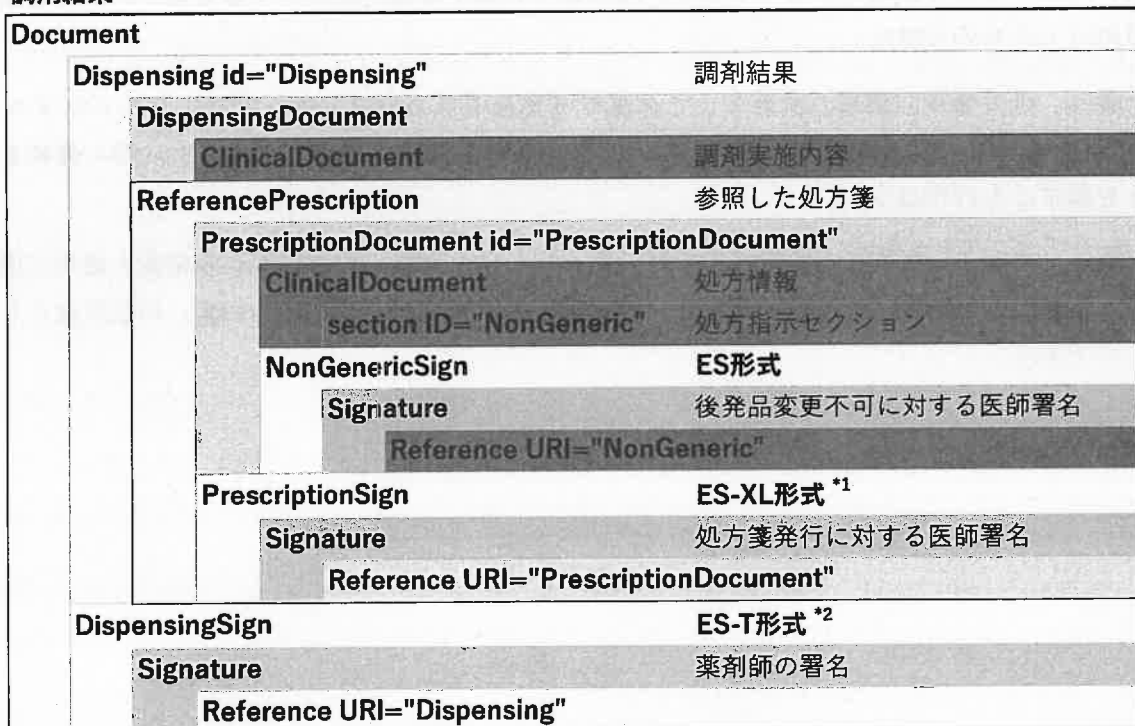 Document
Dispensing id="Dispensing" 調剤結果
DispensingDocument
ClinicalDocument 調剤実施内容
ReferencePrescription 参照した処方箋
PrescriptionDocument id="PrescriptionDocument"
ClinicalDocument 処方情報
section ID="NonGeneric" 処方指示セクション
NonGenericSign ES形式
Signature 後発品変更不可に対する医師署名
Reference URI="NonGeneric"
PrescriptionSign ES-XL形式 *1
Signature 処方箋発行に対する医師署名
Reference URI="PrescriptionDocument"
DispensingSign ES-T形式 *2
Signature 薬剤師の署名
Reference URI="Dispensing"